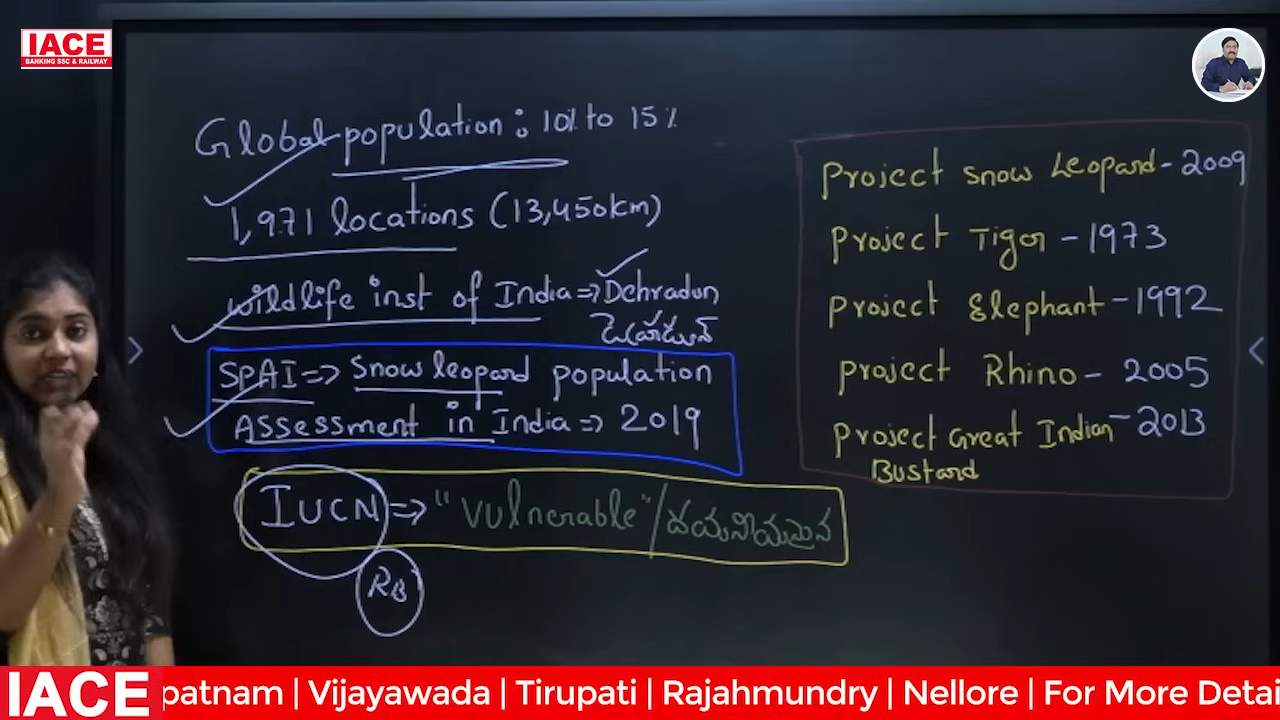 IACE
BANKING SSC & RAILWAY
Global population : 10% to 15%
1,971 locations (13,450km)
wildlife inst of India => Dehradun
డెహ్రాడూన్
SPAI => Snow leopard population
Assessment in India => 2019
IUCN => "Vulnerable" / దయనీయమైన
RB
Project Snow Leopard - 2009
Project Tiger - 1973
Project Elephant - 1992
Project Rhino - 2005
Project Great Indian - 2013
Bustard
IACE patnam | Vijayawada | Tirupati | Rajahmundry | Nellore | For More Detai